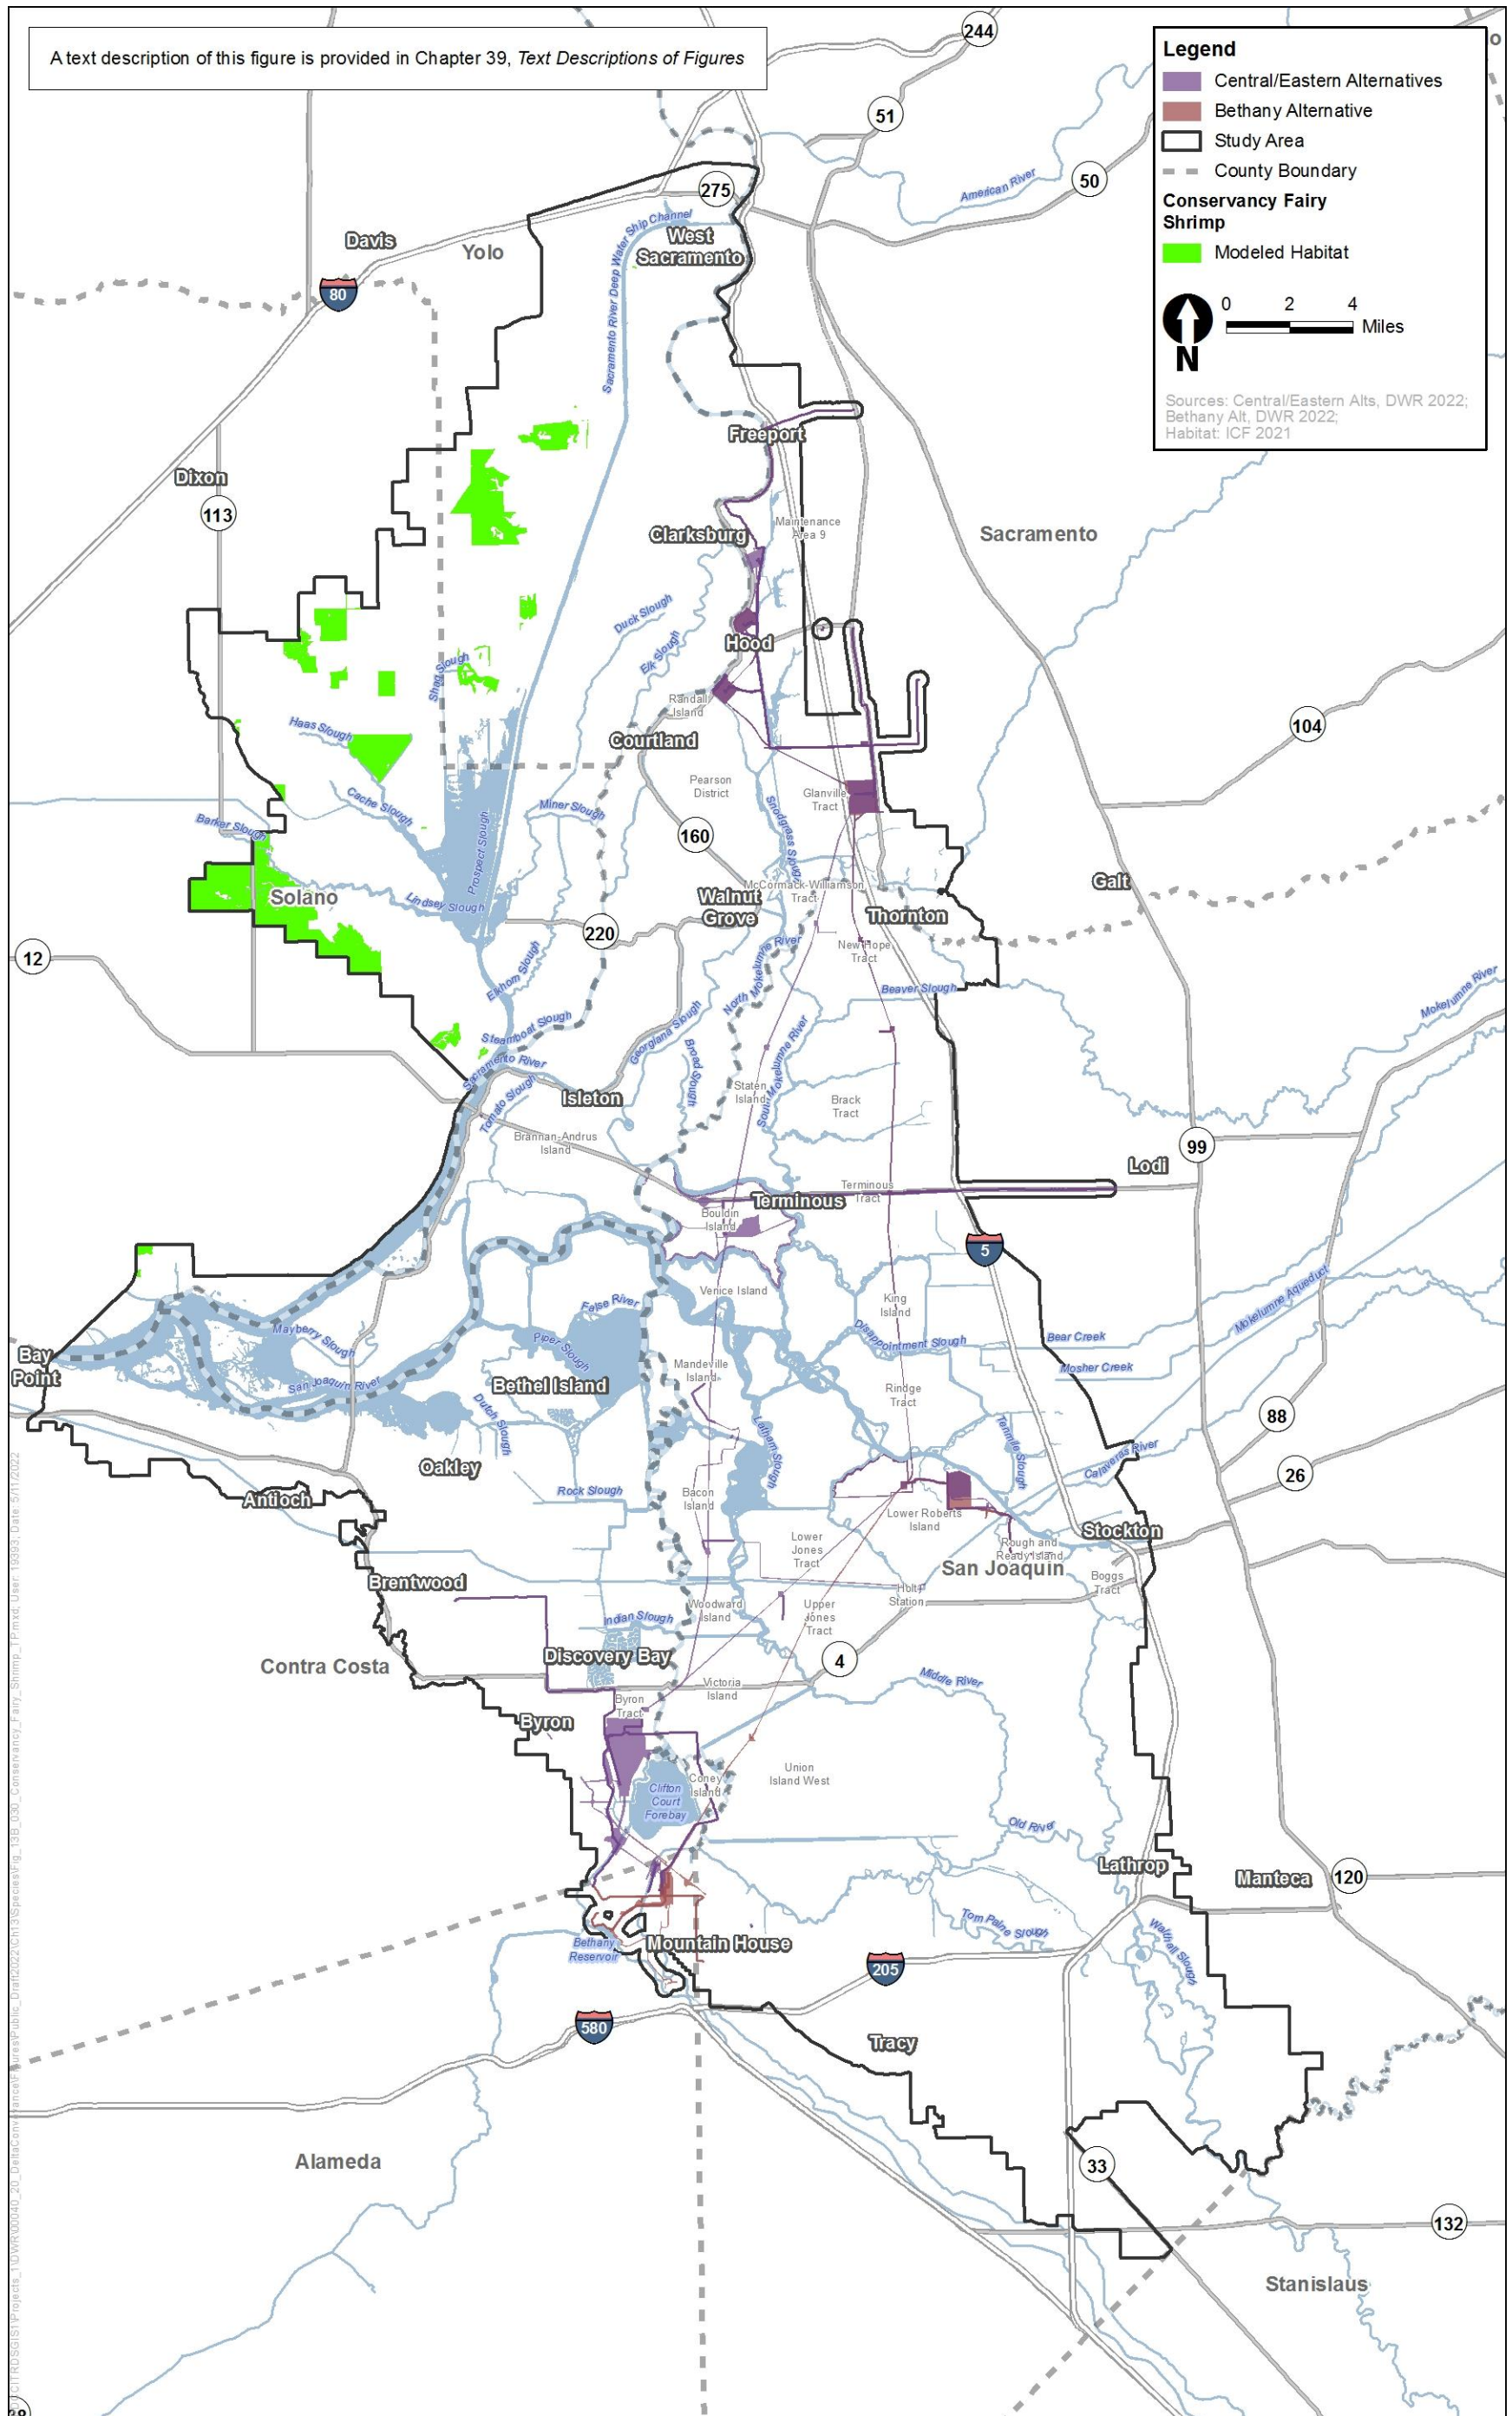 A text description of this figure is provided in Chapter 39, Text Descriptions of Figures
Legend
Central/Eastern Alternatives
Bethany Alternative
Study Area
County Boundary
Conservancy Fairy
Shrimp
Modeled Habitat
0 2 4
Miles
N
Sources: Central/Eastern Alts, DWR 2022;
Bethany Alt, DWR 2022;
Habitat: ICF 2021
244
51
50
American River
275
Sacramento River Deep Water Ship Channel
West
Sacramento
Davis
Yolo
80
Freeport
Dixon
113
Clarksburg
Maintenance
Area 9
Sacramento
Duck Slough
Elk Slough
Hood
Shag Slough
Randall
Island
Haas Slough
Courtland
104
Cache Slough
Pearson
District
Glanville
Tract
Miner Slough
Snodgrass Slough
Barker Slough
Prospect Slough
160
Solano
Lindsey Slough
McCormack-Williamson
Tract
Walnut
Grove
Galt
Thornton
220
12
North Mokelumne River
New Hope
Tract
Elkhorn Slough
Beaver Slough
Mokelumne River
Steamboat Slough
Georgiana Slough
Sacramento River
Broad Slough
South Mokelumne River
Tomato Slough
Isleton
Staten
Island
Brack
Tract
Brannan-Andrus
Island
99
Lodi
Terminous
Tract
Terminous
Bouldin
Island
5
Venice Island
King
Island
Mokelumne Aqueduct
False River
Mayberry Slough
Piper Slough
Disappointment Slough
Bear Creek
Mosher Creek
Bay
Point
San Joaquin River
Bethel Island
Mandeville
Island
Rindge
Tract
Dutch Slough
Latham Slough
Tenmile Slough
88
Calaveras River
26
Oakley
Antioch
Rock Slough
Bacon
Island
Lower Roberts
Island
Stockton
Lower
Jones
Tract
Rough and
Ready Island
San Joaquin
Boggs
Tract
Brentwood
Holt
Station
Woodward
Island
Upper
Jones
Tract
Indian Slough
Discovery Bay
Contra Costa
4
Middle River
Victoria
Island
Byron
Tract
Byron
Union
Island West
Coney
Island
Clifton
Court
Forebay
Old River
Lathrop
Manteca
120
Tom Paine Slough
Walthall Slough
Bethany
Reservoir
Mountain House
205
580
Tracy
Alameda
33
132
Stanislaus